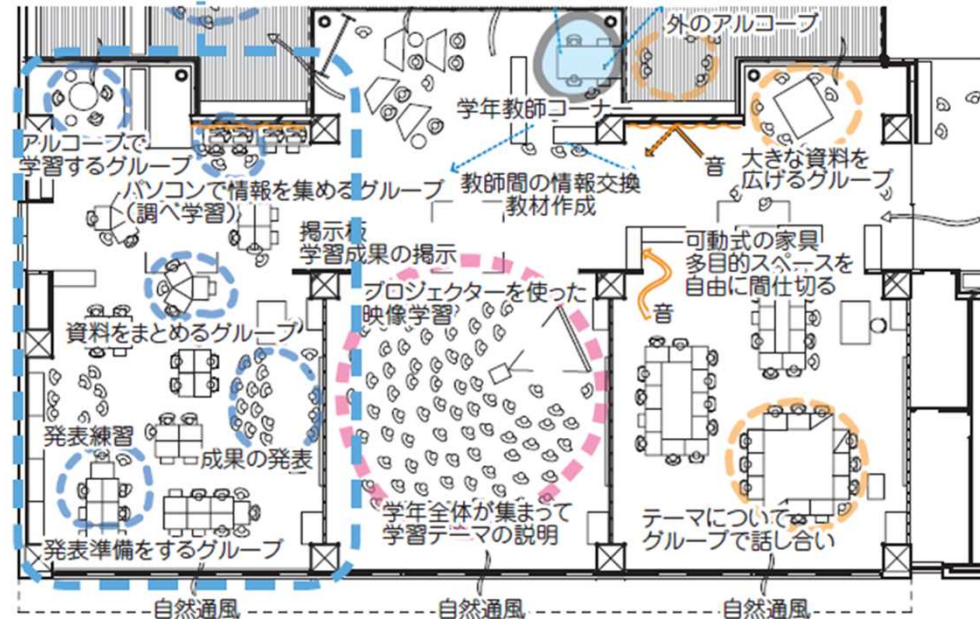 外のアルコーブ
学年教師コーナー
アルコーブで
学習するグループ
音
大きな資料を
広げるグループ
パソコンで情報を集めるグループ
(調べ学習)
教師間の情報交換
教材作成
掲示板
学習成果の掲示
可動式の家具
多目的スペースを
自由に間仕切る
プロジェクターを使った
映像学習
音
資料をまとめるグループ
発表練習
成果の発表
学年全体が集まって
学習テーマの説明
テーマについて
グループで話し合い
発表準備をするグループ
自然通風
自然通風
自然通風